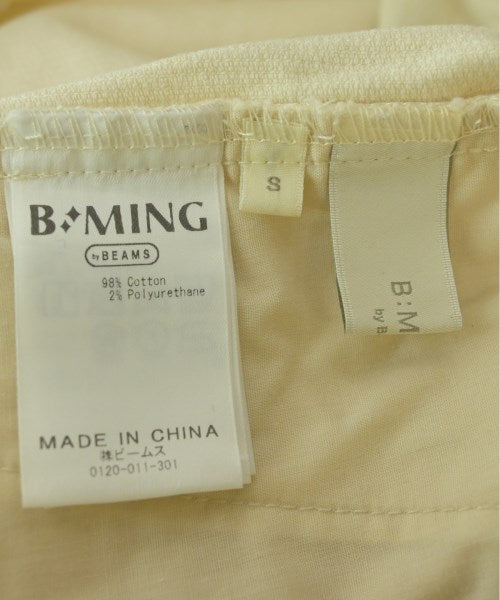 B:MING
by BEAMS
98% Cotton
2% Polyurethane
MADE IN CHINA
㈱ビームス
0120-011-301
S
B:M
by B